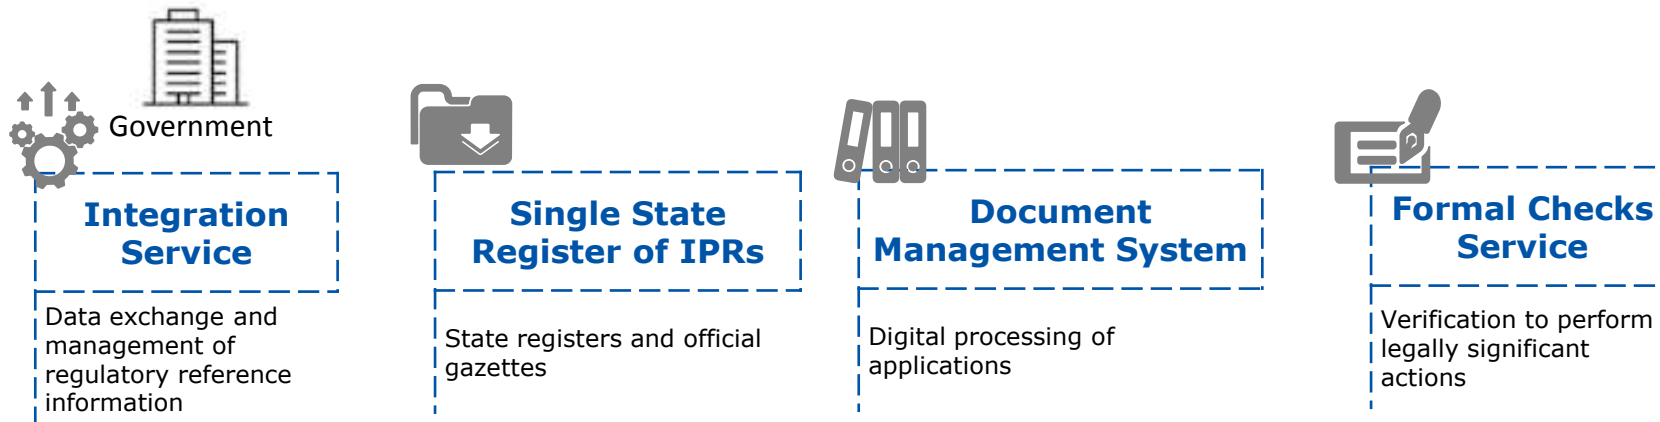 Government
Integration
Service
Data exchange and
management of
regulatory reference
information
Single State
Register of IPRs
State registers and official
gazettes
Document
Management System
Digital processing of
applications
Formal Checks
Service
Verification to perform
legally significant
actions